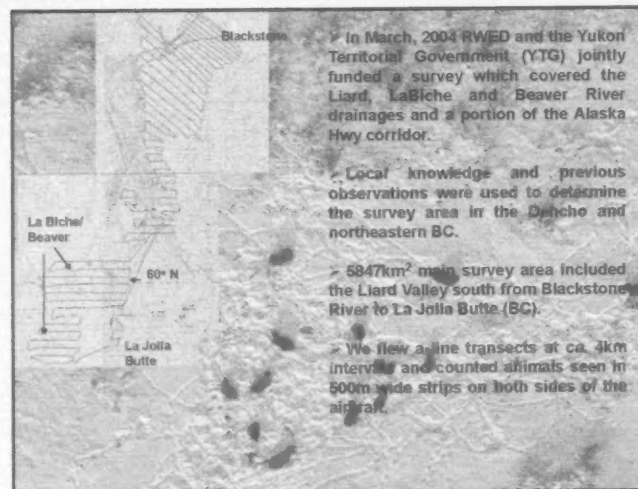 Blackstone
La Biche/
Beaver
60° N
La Jolla
Butte
➢ In March, 2004 RWED and the Yukon
Territorial Government (YTG) jointly
funded a survey which covered the
Liard, LaBiche and Beaver River
drainages and a portion of the Alaska
Hwy corridor.
➢ Local knowledge and previous
observations were used to determine
the survey area in the Dehcho and
northeastern BC.
➢ 5847km² main survey area included
the Liard Valley south from Blackstone
River to La Jolla Butte (BC).
➢ We flew a line transects at ca. 4km
intervals and counted animals seen in
500m wide strips on both sides of the
aircraft.